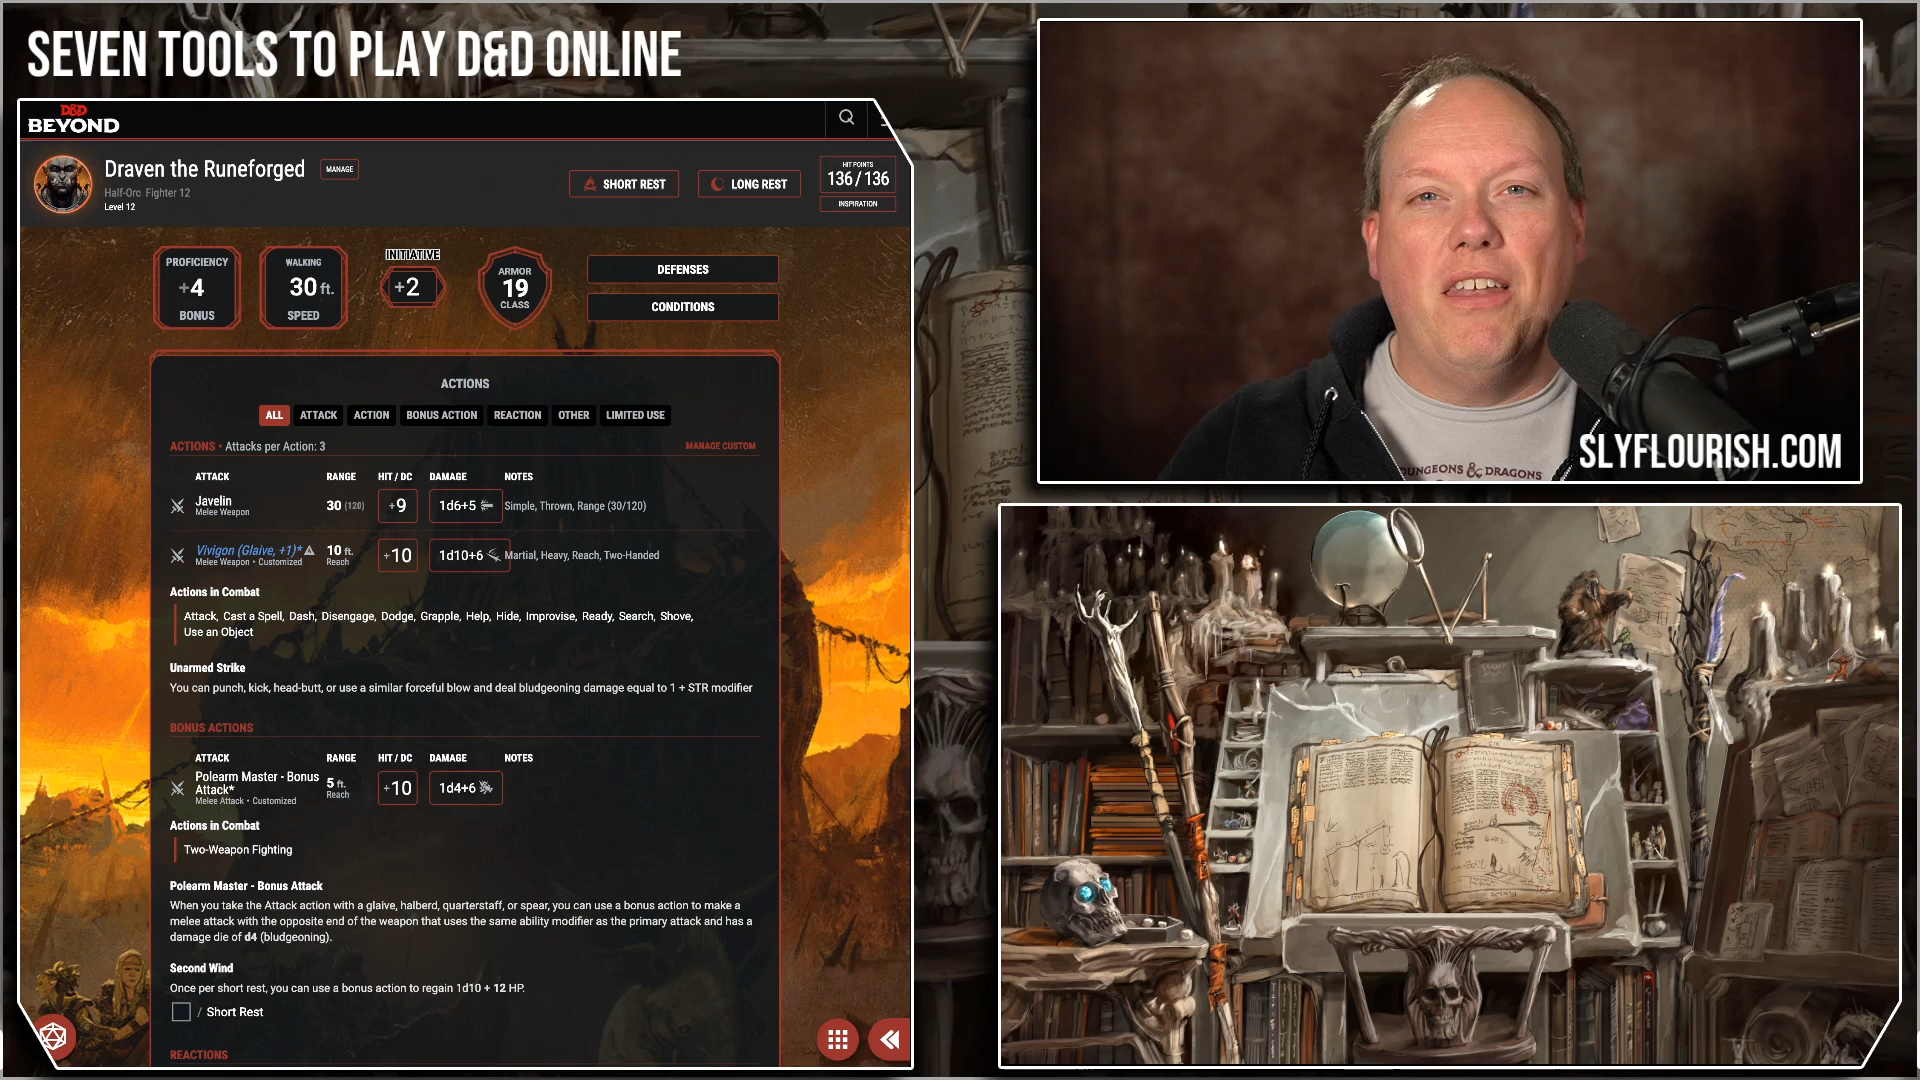 SEVEN TOOLS TO PLAY D&D ONLINE
D&D
BEYOND
Draven the Runeforged
MANAGE
Half-Orc Fighter 12
Level 12
SHORT REST
LONG REST
HIT POINTS
136/136
INSPIRATION
PROFICIENCY
+4
BONUS
WALKING
30 ft.
SPEED
INITIATIVE
+2
ARMOR
19
CLASS
DEFENSES
CONDITIONS
ACTIONS
ALL ATTACK ACTION BONUS ACTION REACTION OTHER LIMITED USE
ACTIONS • Attacks per Action: 3
MANAGE CUSTOM
ATTACK RANGE HIT / DC DAMAGE NOTES
Javelin
Melee Weapon
30 (120)
+9
1d6+5
Simple, Thrown, Range (30/120)
Vivigon (Glaive, +1)*
Melee Weapon • Customized
10 ft.
Reach
+10
1d10+6
Martial, Heavy, Reach, Two-Handed
Actions in Combat
Attack, Cast a Spell, Dash, Disengage, Dodge, Grapple, Help, Hide, Improvise, Ready, Search, Shove,
Use an Object
Unarmed Strike
You can punch, kick, head-butt, or use a similar forceful blow and deal bludgeoning damage equal to 1 + STR modifier
BONUS ACTIONS
ATTACK RANGE HIT / DC DAMAGE NOTES
Polearm Master - Bonus
Attack*
Melee Attack • Customized
5 ft.
Reach
+10
1d4+6
Actions in Combat
Two-Weapon Fighting
Polearm Master - Bonus Attack
When you take the Attack action with a glaive, halberd, quarterstaff, or spear, you can use a bonus action to make a
melee attack with the opposite end of the weapon that uses the same ability modifier as the primary attack and has a
damage die of d4 (bludgeoning).
Second Wind
Once per short rest, you can use a bonus action to regain 1d10 + 12 HP.
/ Short Rest
REACTIONS
DUNGEONS & DRAGONS
SLYFLOURISH.COM